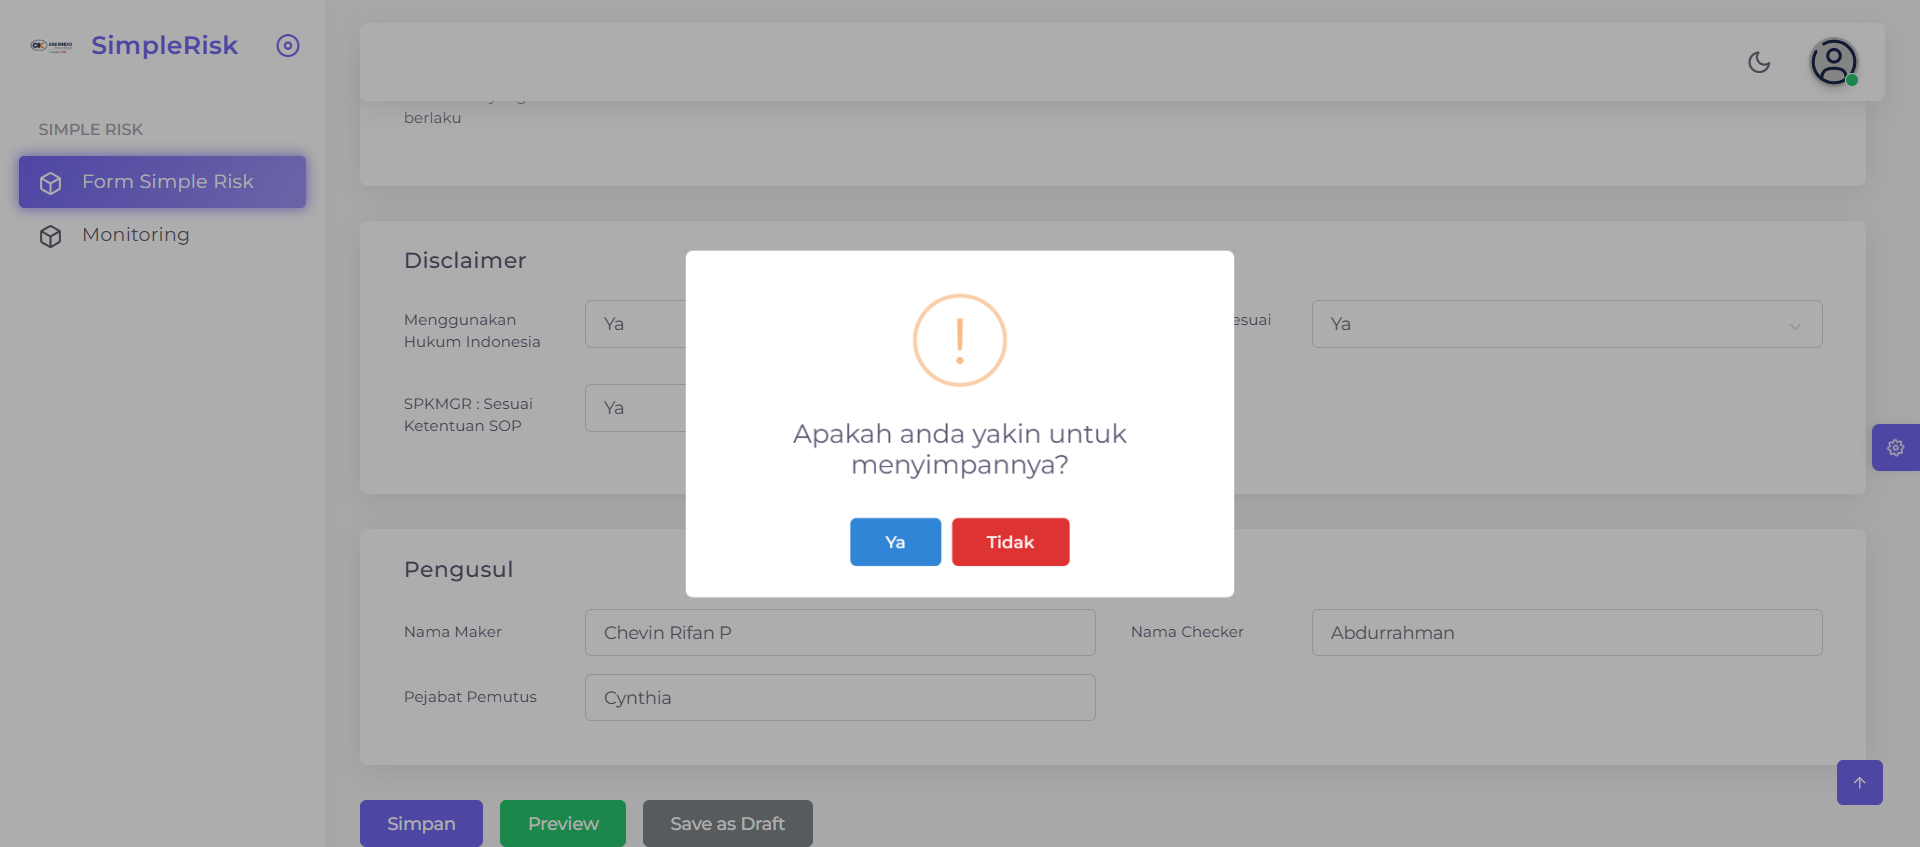 SimpleRisk
SIMPLE RISK
Form Simple Risk
Monitoring
berlaku
Disclaimer
Menggunakan
Hukum Indonesia
Ya
esuai
Ya
SPKMGR : Sesuai
Ketentuan SOP
Ya
Apakah anda yakin untuk
menyimpannya?
Ya
Tidak
Pengusul
Nama Maker
Chevin Rifan P
Nama Checker
Abdurrahman
Pejabat Pemutus
Cynthia
Simpan
Preview
Save as Draft